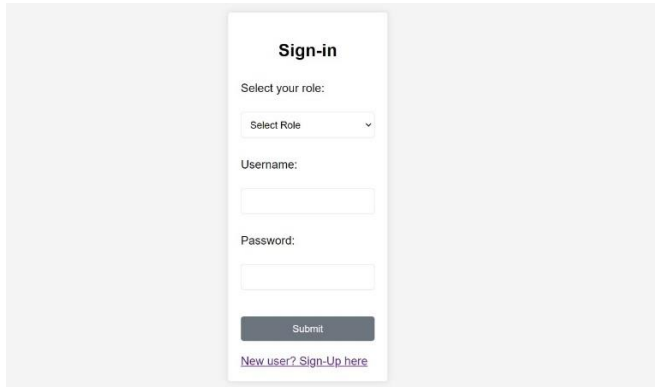 Sign-in
Select your role:
Select Role
Username:
Password:
Submit
New user? Sign-Up here